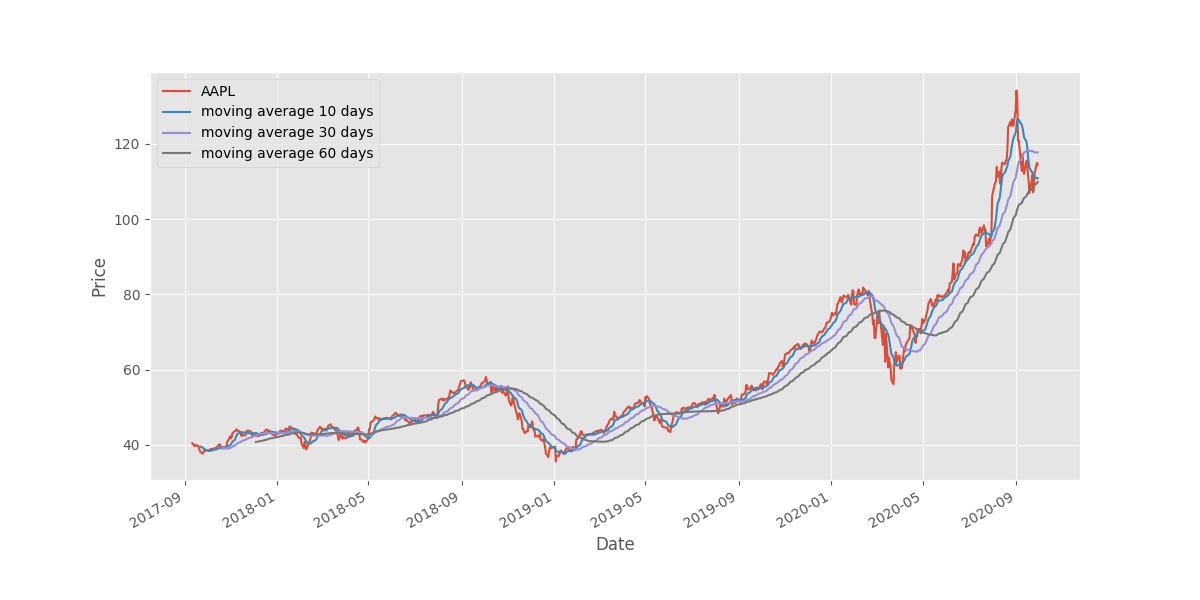 AAPL
moving average 10 days
moving average 30 days
moving average 60 days
120
100
80
60
40
Price
2017-09
2018-01
2018-05
2018-09
2019-01
2019-05
2019-09
2020-01
2020-05
2020-09
Date